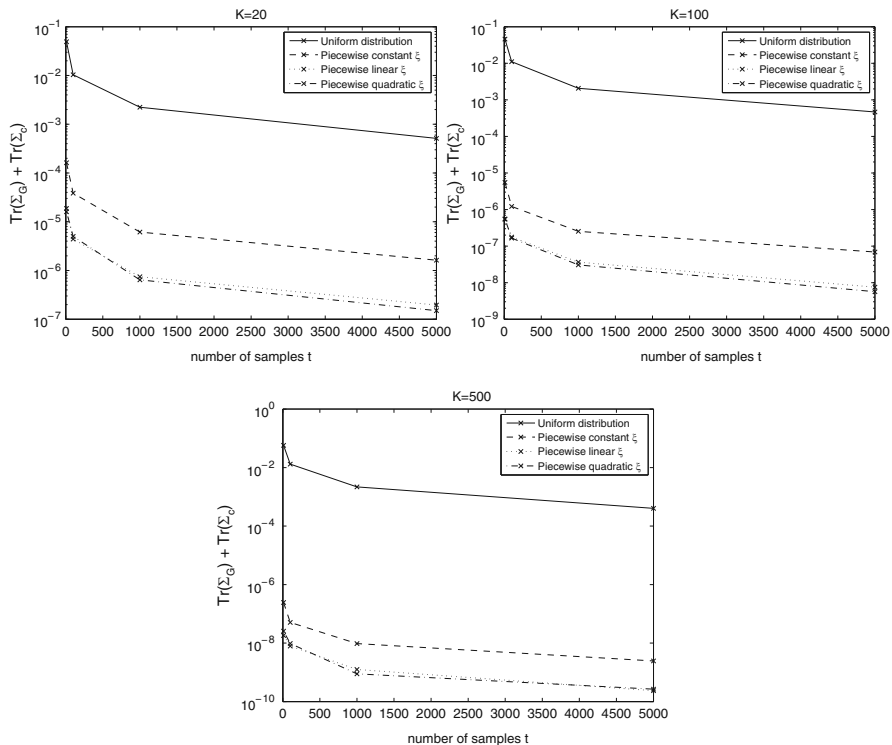 K=20
Tr(Σ_G) + Tr(Σ_c)
10^-1
10^-2
10^-3
10^-4
10^-5
10^-6
10^-7
Uniform distribution
Piecewise constant ξ
Piecewise linear ξ
Piecewise quadratic ξ
0 500 1000 1500 2000 2500 3000 3500 4000 4500 5000
number of samples t
K=100
Tr(Σ_G) + Tr(Σ_c)
10^-1
10^-2
10^-3
10^-4
10^-5
10^-6
10^-7
10^-8
10^-9
Uniform distribution
Piecewise constant ξ
Piecewise linear ξ
Piecewise quadratic ξ
0 500 1000 1500 2000 2500 3000 3500 4000 4500 5000
number of samples t
K=500
Tr(Σ_G) + Tr(Σ_c)
10^0
10^-2
10^-4
10^-6
10^-8
10^-10
Uniform distribution
Piecewise constant ξ
Piecewise linear ξ
Piecewise quadratic ξ
0 500 1000 1500 2000 2500 3000 3500 4000 4500 5000
number of samples t